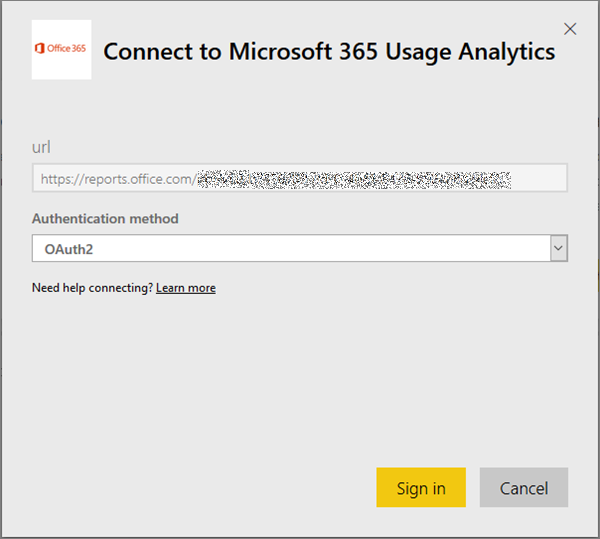 Office 365
Connect to Microsoft 365 Usage Analytics
url
https://reports.office.com/
Authentication method
OAuth2
Need help connecting? Learn more
Sign in
Cancel